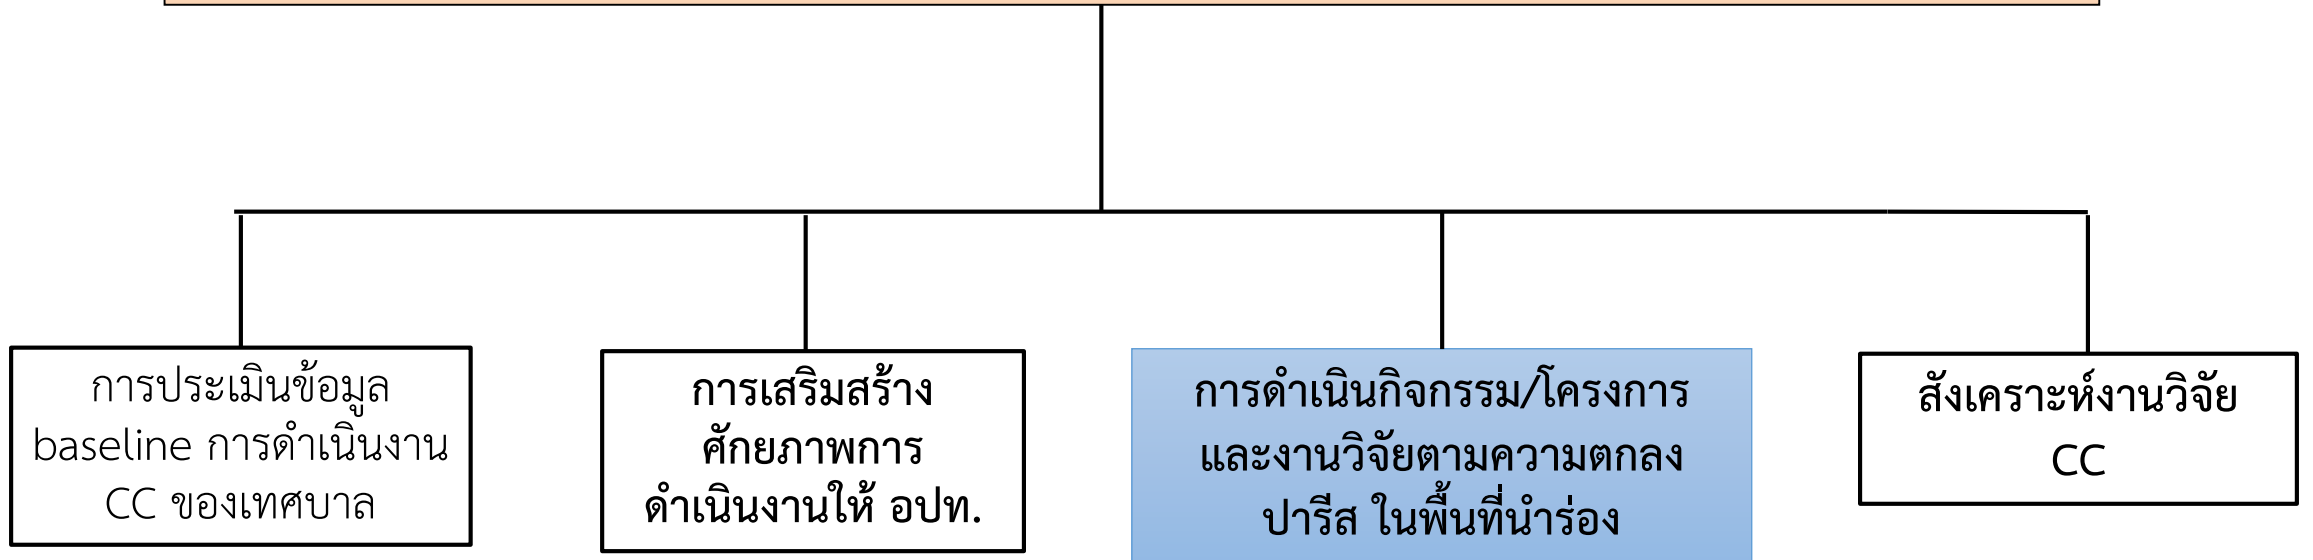 การประเมินข้อมูล
baseline การดำเนินงาน
CC ของเทศบาล
การเสริมสร้าง
ศักยภาพการ
ดำเนินงานให้ อปท.
การดำเนินกิจกรรม/โครงการ
และงานวิจัยตามความตกลง
ปารีส ในพื้นที่นำร่อง
สังเคราะห์งานวิจัย
CC